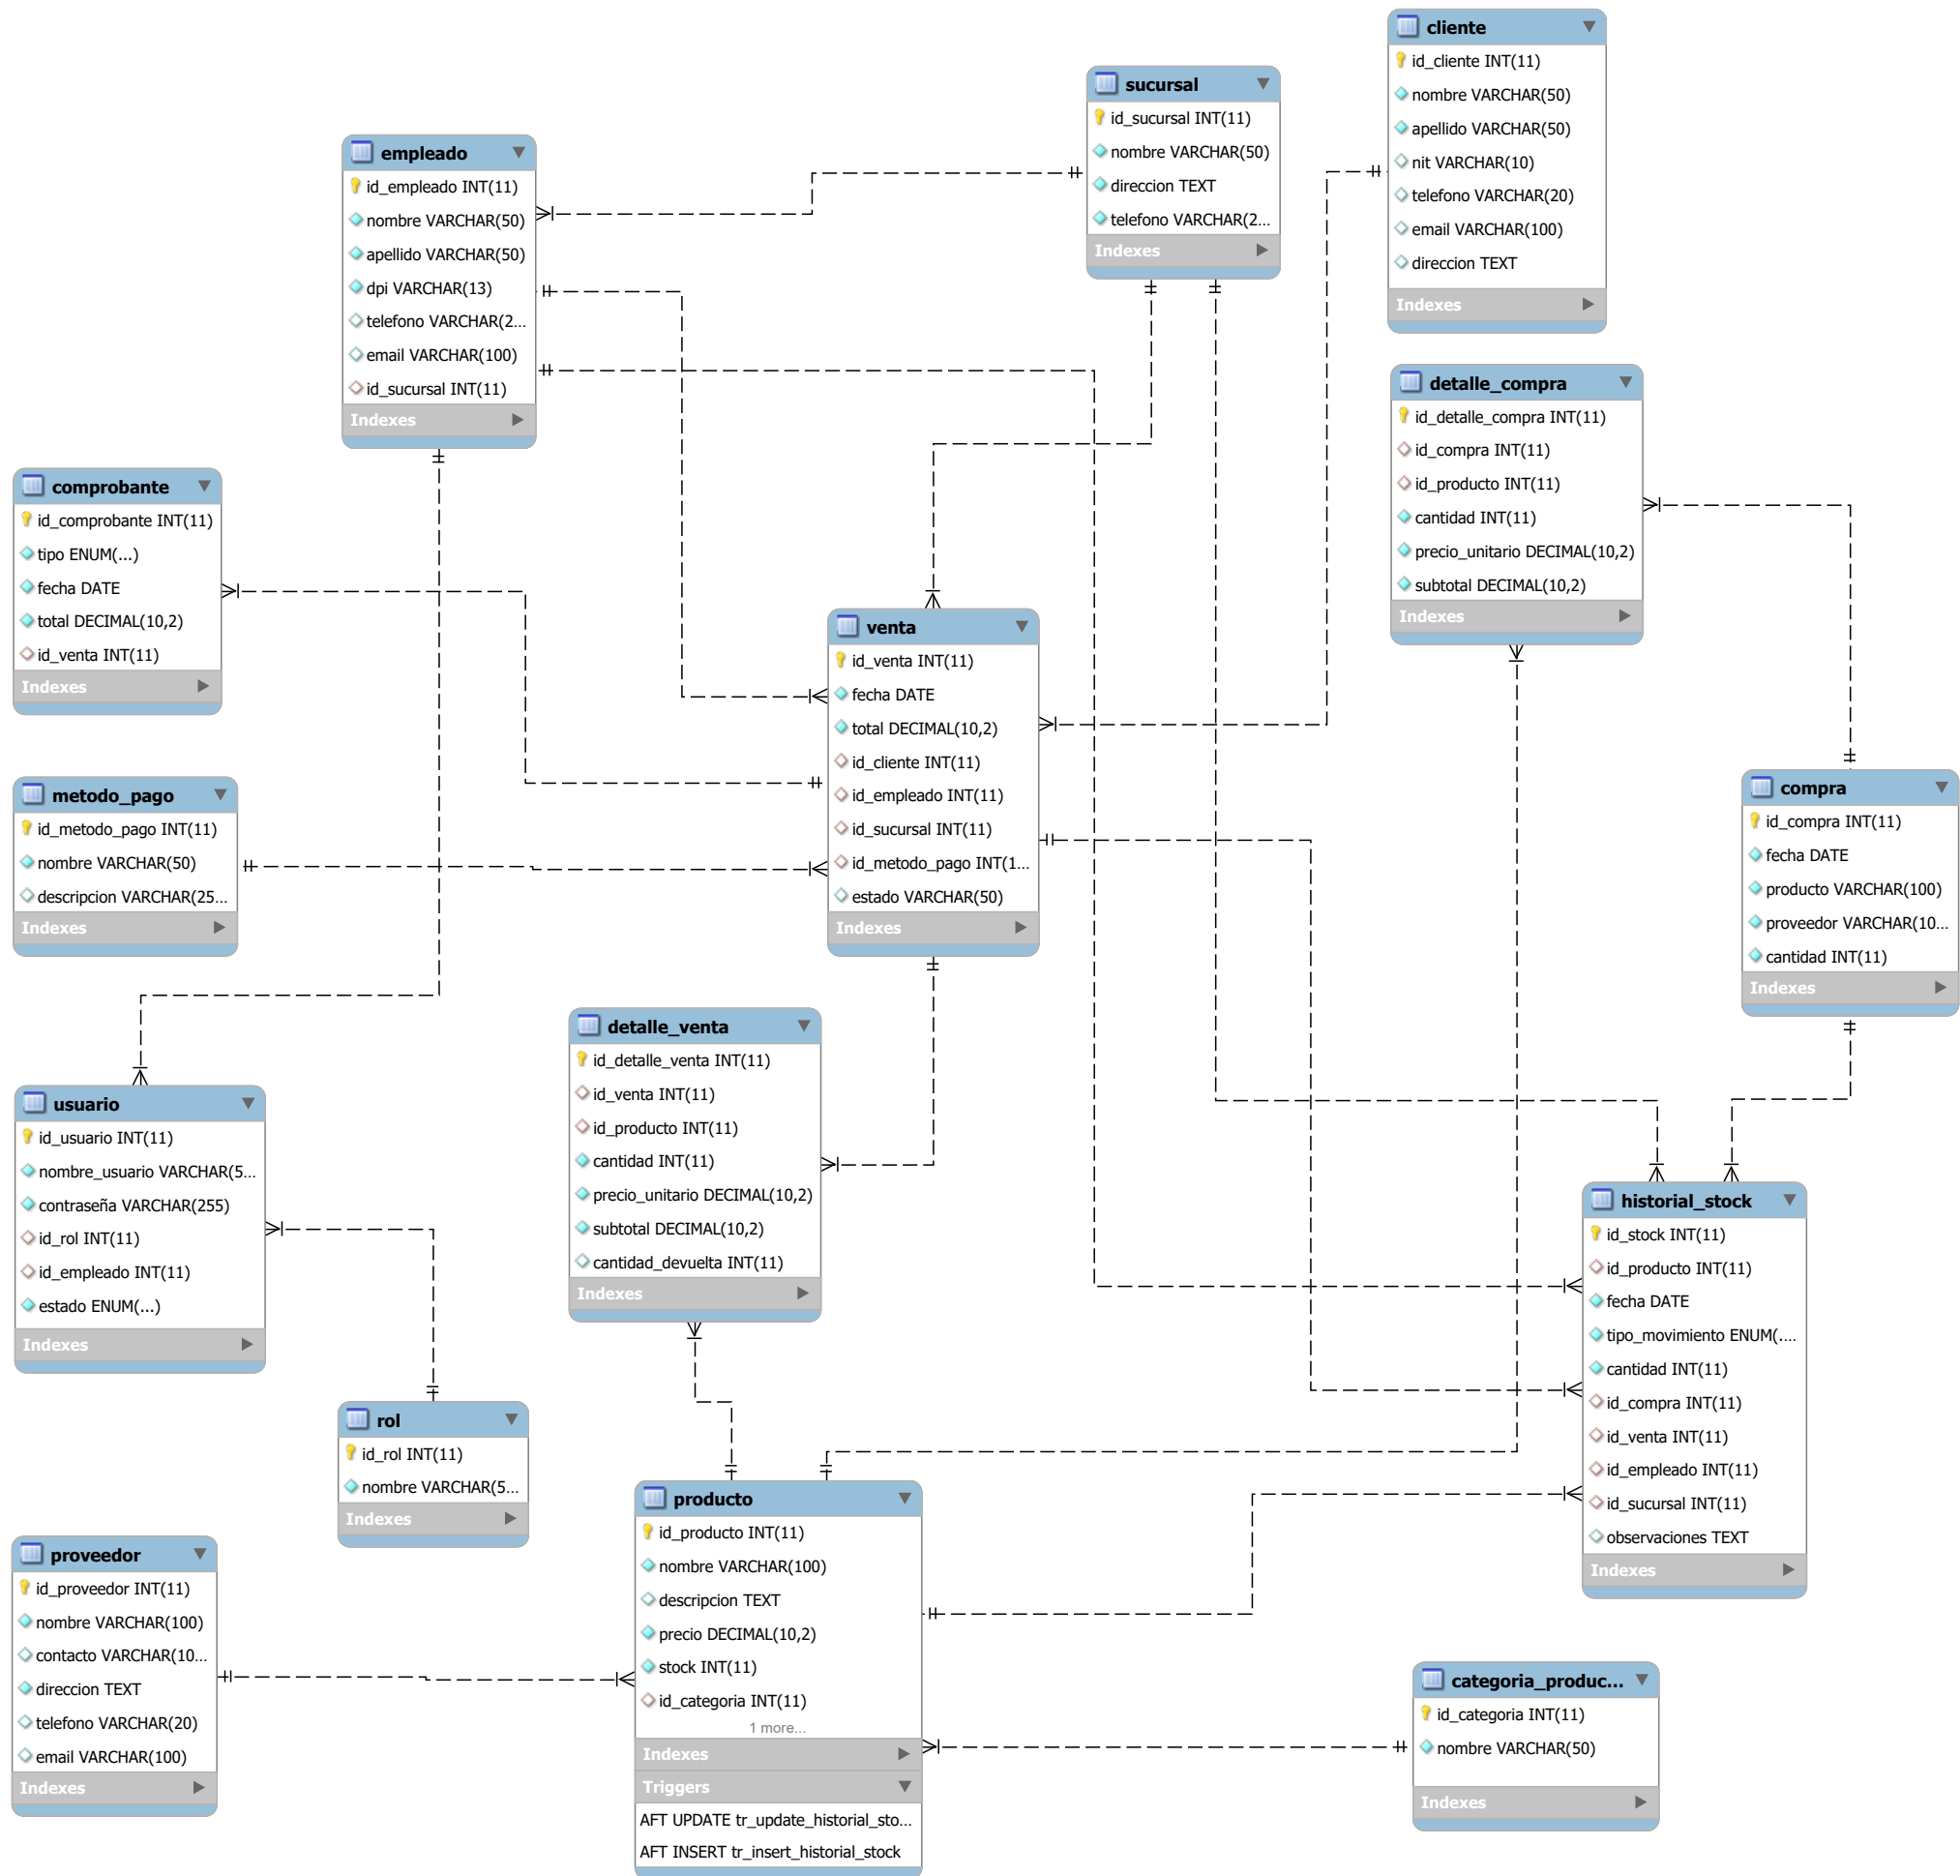 cliente
id_cliente INT(11)
nombre VARCHAR(50)
apellido VARCHAR(50)
nit VARCHAR(10)
telefono VARCHAR(20)
email VARCHAR(100)
direccion TEXT
Indexes
sucursal
id_sucursal INT(11)
nombre VARCHAR(50)
direccion TEXT
telefono VARCHAR(2...
Indexes
empleado
id_empleado INT(11)
nombre VARCHAR(50)
apellido VARCHAR(50)
dpi VARCHAR(13)
telefono VARCHAR(2...
email VARCHAR(100)
id_sucursal INT(11)
Indexes
detalle_compra
id_detalle_compra INT(11)
id_compra INT(11)
id_producto INT(11)
cantidad INT(11)
precio_unitario DECIMAL(10,2)
subtotal DECIMAL(10,2)
Indexes
comprobante
id_comprobante INT(11)
tipo ENUM(...)
fecha DATE
total DECIMAL(10,2)
id_venta INT(11)
Indexes
venta
id_venta INT(11)
fecha DATE
total DECIMAL(10,2)
id_cliente INT(11)
id_empleado INT(11)
id_sucursal INT(11)
id_metodo_pago INT(1...
estado VARCHAR(50)
Indexes
metodo_pago
id_metodo_pago INT(11)
nombre VARCHAR(50)
descripcion VARCHAR(25...
Indexes
compra
id_compra INT(11)
fecha DATE
producto VARCHAR(100)
proveedor VARCHAR(10...
cantidad INT(11)
Indexes
detalle_venta
id_detalle_venta INT(11)
id_venta INT(11)
id_producto INT(11)
cantidad INT(11)
precio_unitario DECIMAL(10,2)
subtotal DECIMAL(10,2)
cantidad_devuelta INT(11)
Indexes
usuario
id_usuario INT(11)
nombre_usuario VARCHAR(5...
contraseña VARCHAR(255)
id_rol INT(11)
id_empleado INT(11)
estado ENUM(...)
Indexes
historial_stock
id_stock INT(11)
id_producto INT(11)
fecha DATE
tipo_movimiento ENUM(....
cantidad INT(11)
id_compra INT(11)
id_venta INT(11)
id_empleado INT(11)
id_sucursal INT(11)
observaciones TEXT
Indexes
rol
id_rol INT(11)
nombre VARCHAR(5...
Indexes
producto
id_producto INT(11)
nombre VARCHAR(100)
descripcion TEXT
precio DECIMAL(10,2)
stock INT(11)
id_categoria INT(11)
1 more...
Indexes
Triggers
AFT UPDATE tr_update_historial_sto...
AFT INSERT tr_insert_historial_stock
proveedor
id_proveedor INT(11)
nombre VARCHAR(100)
contacto VARCHAR(10...
direccion TEXT
telefono VARCHAR(20)
email VARCHAR(100)
Indexes
categoria_produc...
id_categoria INT(11)
nombre VARCHAR(50)
Indexes